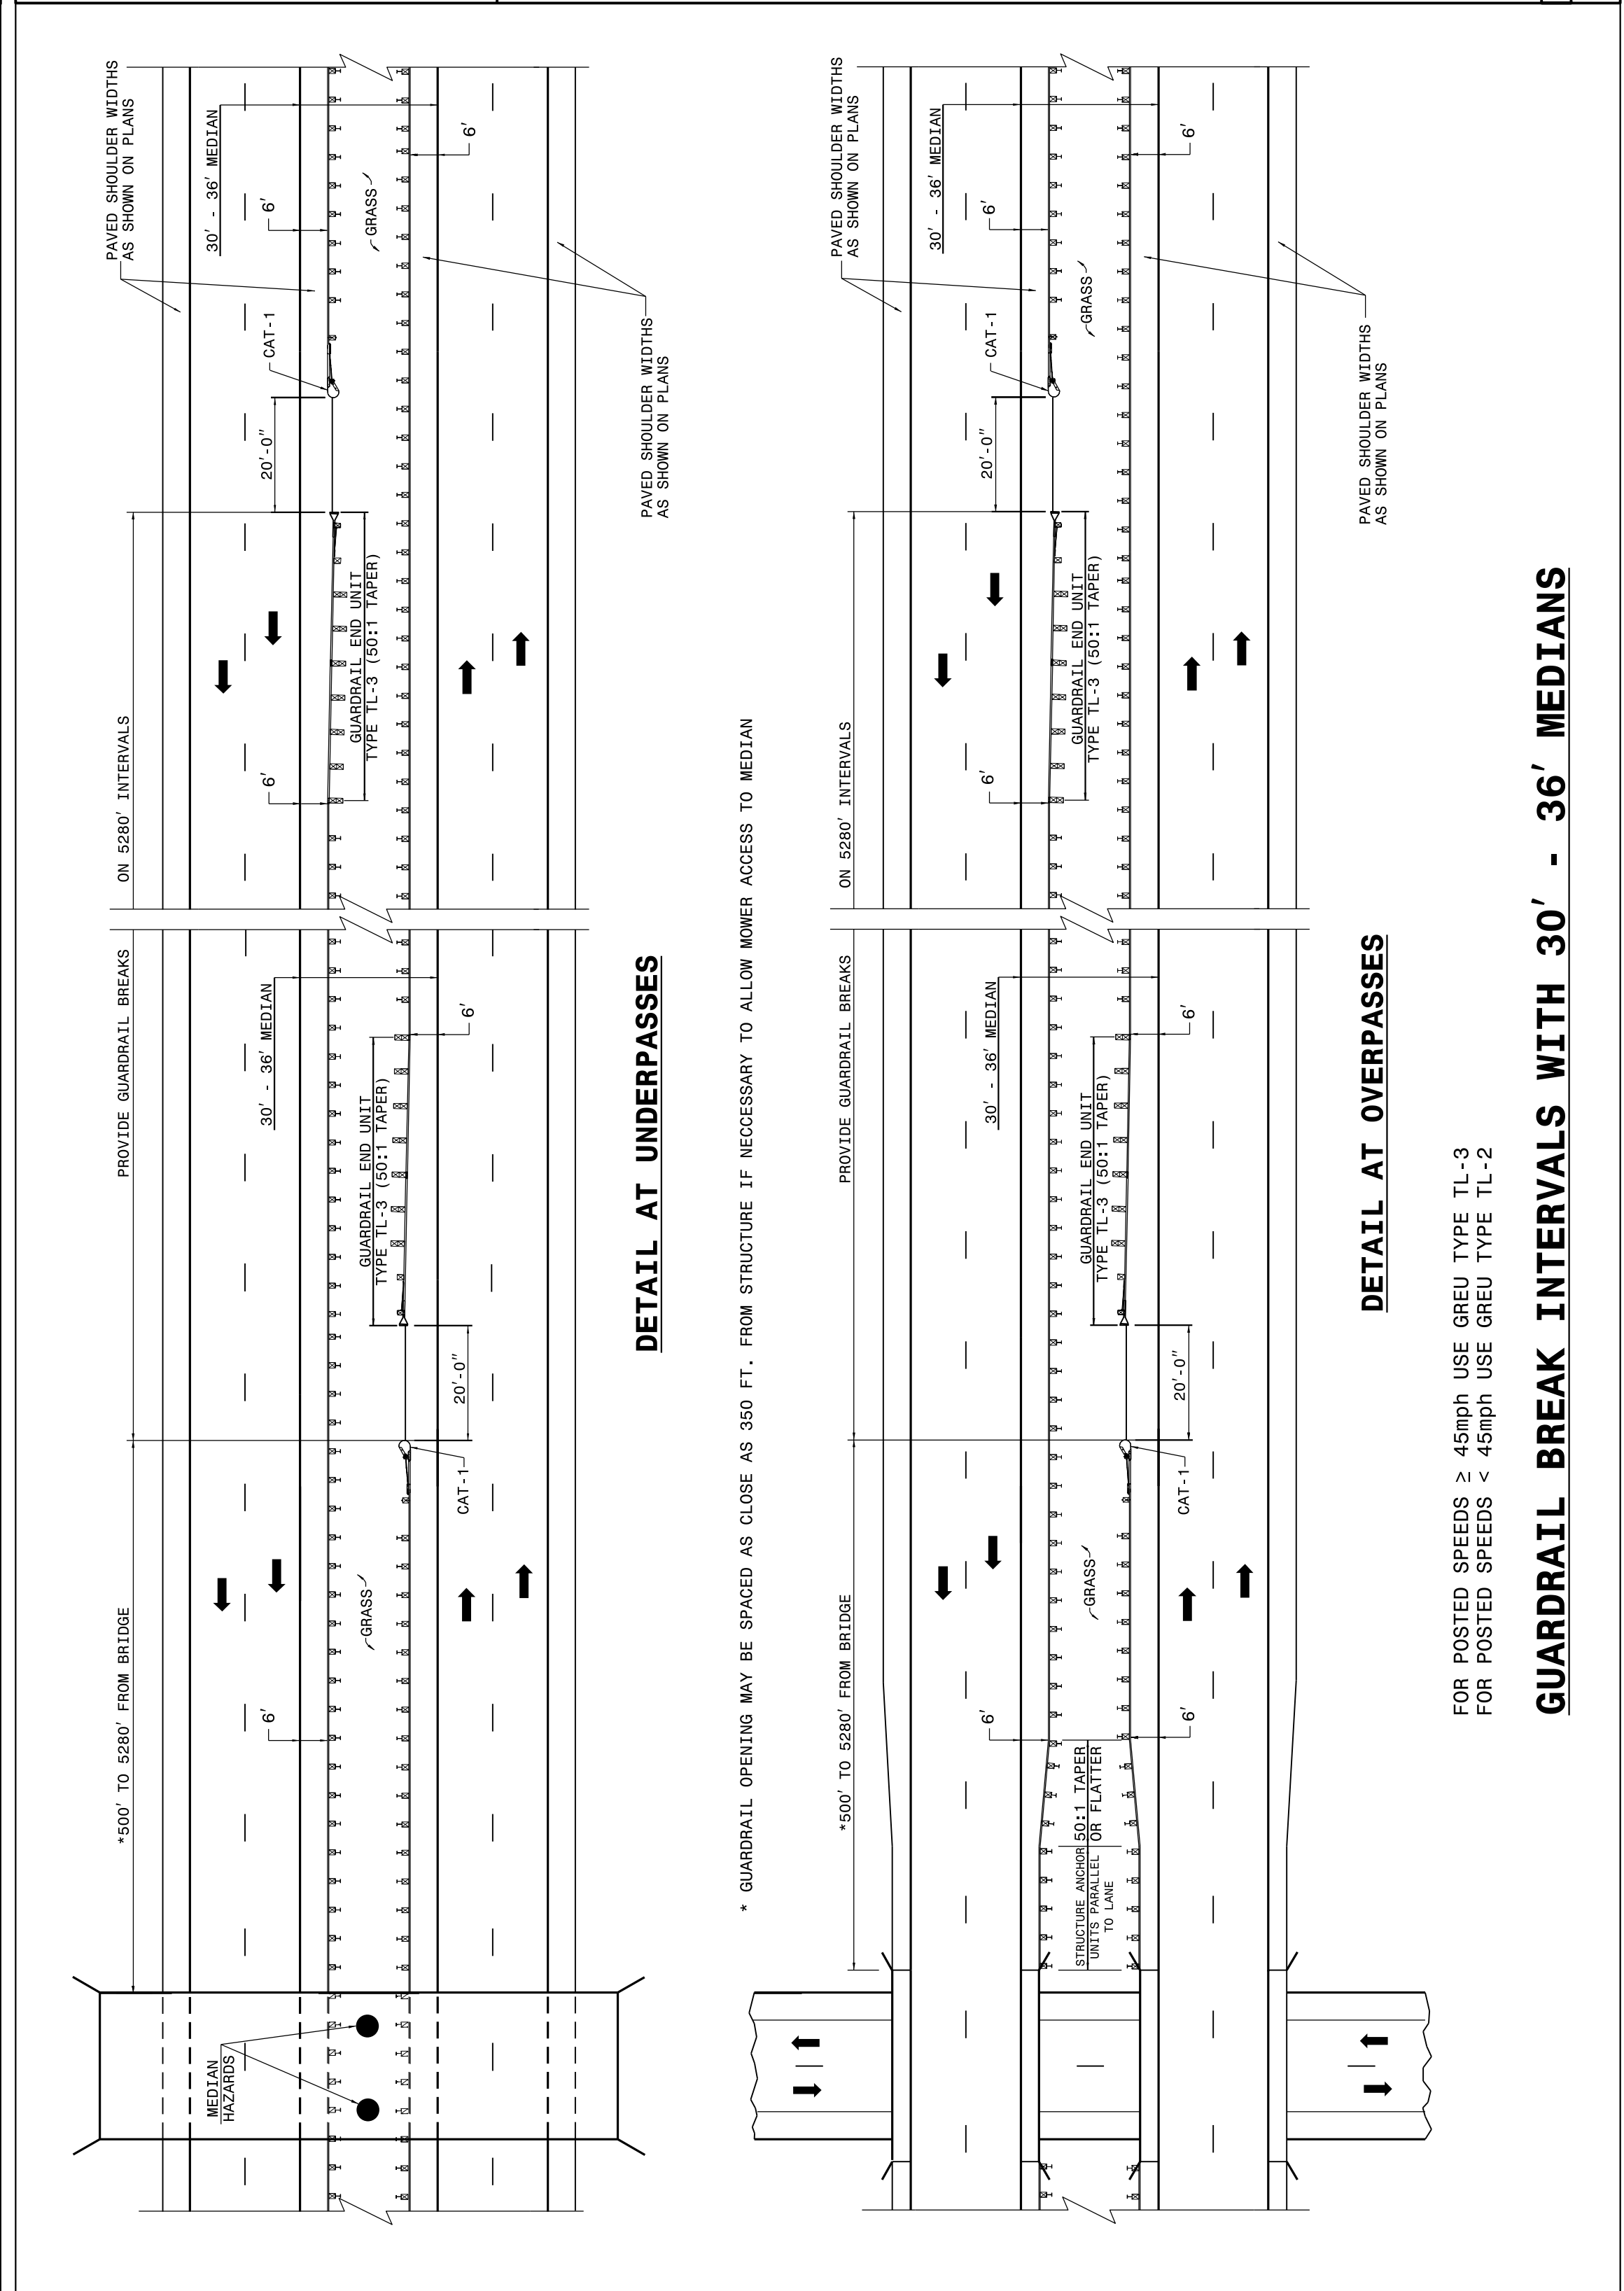 PAVED SHOULDER WIDTHS
AS SHOWN ON PLANS
30' - 36' MEDIAN
6'
6'
GRASS
CAT-1
20'-0"
PAVED SHOULDER WIDTHS
AS SHOWN ON PLANS
ON 5280' INTERVALS
GUARDRAIL END UNIT
TYPE TL-3 (50:1 TAPER)
6'
PROVIDE GUARDRAIL BREAKS
30' - 36' MEDIAN
6'
GUARDRAIL END UNIT
TYPE TL-3 (50:1 TAPER)
20'-0"
CAT-1
*500' TO 5280' FROM BRIDGE
GRASS
6'
MEDIAN
HAZARDS
DETAIL AT UNDERPASSES
* GUARDRAIL OPENING MAY BE SPACED AS CLOSE AS 350 FT. FROM STRUCTURE IF NECCESSARY TO ALLOW MOWER ACCESS TO MEDIAN
PAVED SHOULDER WIDTHS
AS SHOWN ON PLANS
30' - 36' MEDIAN
6'
6'
GRASS
CAT-1
20'-0"
PAVED SHOULDER WIDTHS
AS SHOWN ON PLANS
ON 5280' INTERVALS
GUARDRAIL END UNIT
TYPE TL-3 (50:1 TAPER)
6'
PROVIDE GUARDRAIL BREAKS
30' - 36' MEDIAN
6'
GUARDRAIL END UNIT
TYPE TL-3 (50:1 TAPER)
20'-0"
CAT-1
*500' TO 5280' FROM BRIDGE
GRASS
6'
6'
50:1 TAPER
OR FLATTER
STRUCTURE ANCHOR
UNITS PARALLEL
TO LANE
DETAIL AT OVERPASSES
FOR POSTED SPEEDS ≥ 45mph USE GREU TYPE TL-3
FOR POSTED SPEEDS < 45mph USE GREU TYPE TL-2
GUARDRAIL BREAK INTERVALS WITH 30' - 36' MEDIANS